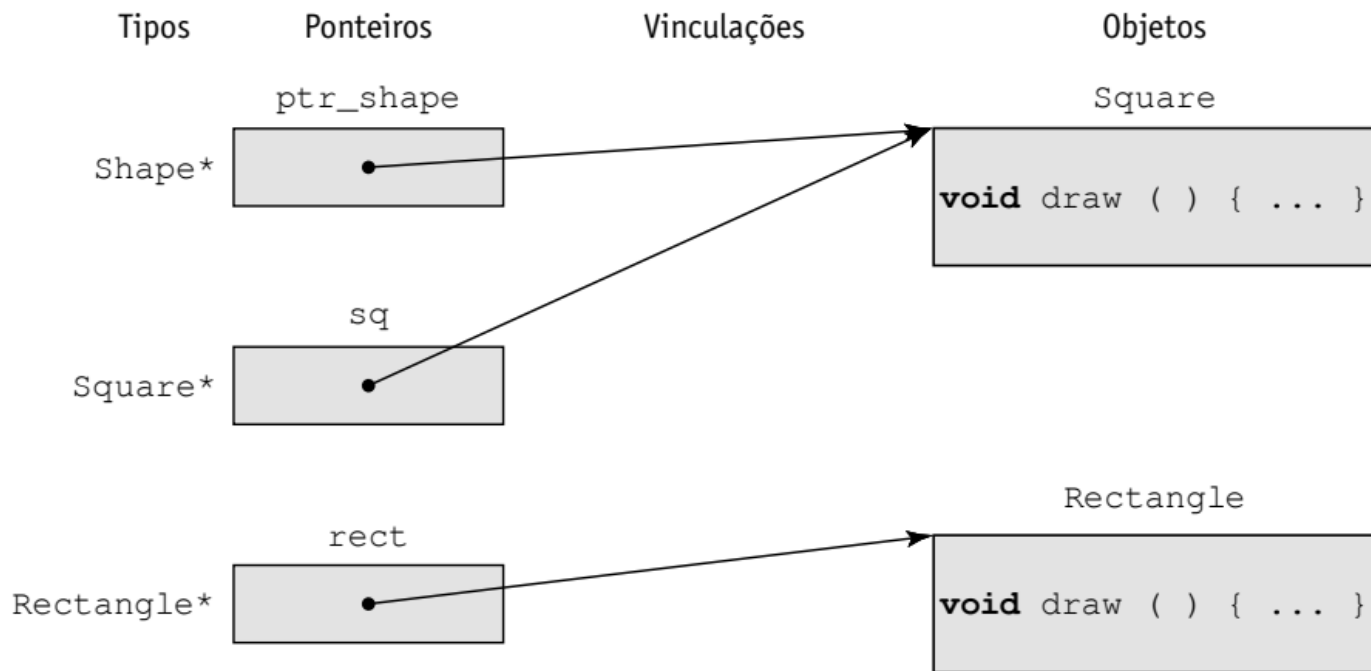 Tipos Ponteiros Vinculações Objetos
ptr_shape Square
Shape*
void draw ( ) { ... }
sq
Square*
Rectangle
rect
Rectangle*
void draw ( ) { ... }